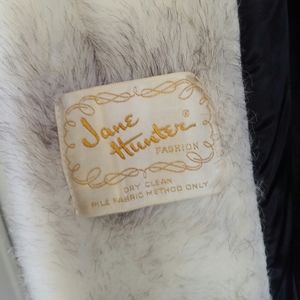 Jane
Hunter®
FASHION
DRY CLEAN
PILE FABRIC METHOD ONLY